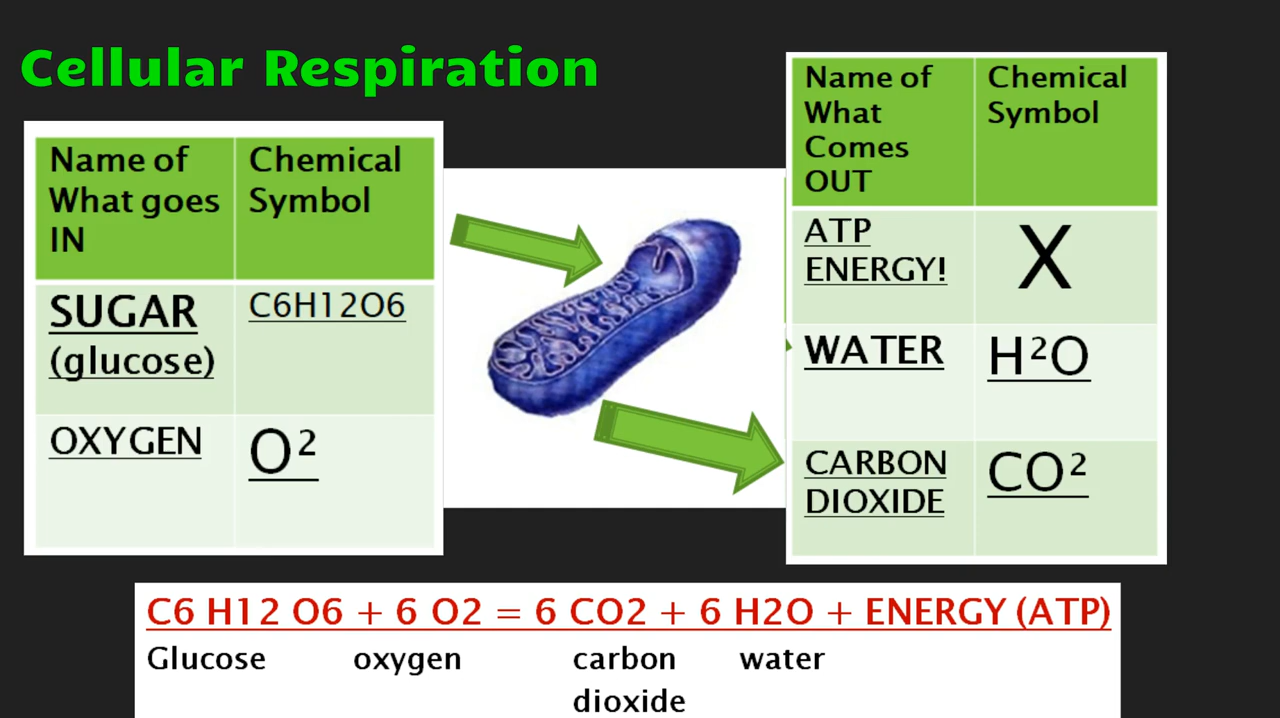 Cellular Respiration
Name of
What goes
IN
Chemical
Symbol
SUGAR
(glucose)
C6H12O6
OXYGEN
O²
Name of
What
Comes
OUT
Chemical
Symbol
ATP
ENERGY!
X
WATER
H²O
CARBON
DIOXIDE
CO²
C6 H12 O6 + 6 O2 = 6 CO2 + 6 H2O + ENERGY (ATP)
Glucose oxygen carbon water
dioxide